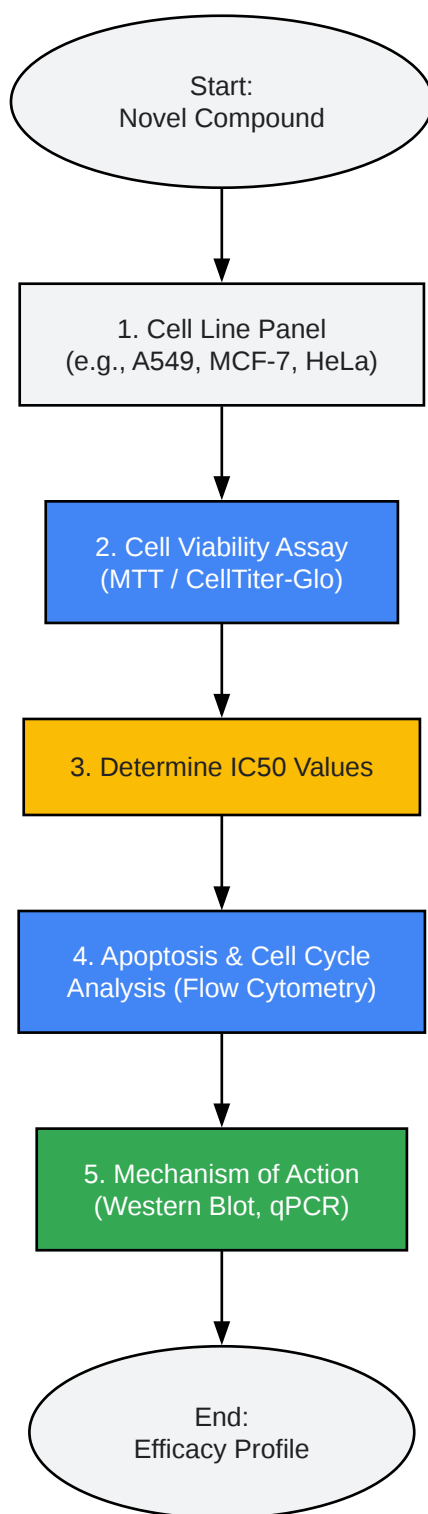 Start:
Novel Compound
1. Cell Line Panel
(e.g., A549, MCF-7, HeLa)
2. Cell Viability Assay
(MTT / CellTiter-Glo)
3. Determine IC50 Values
4. Apoptosis & Cell Cycle
Analysis (Flow Cytometry)
5. Mechanism of Action
(Western Blot, qPCR)
End:
Efficacy Profile